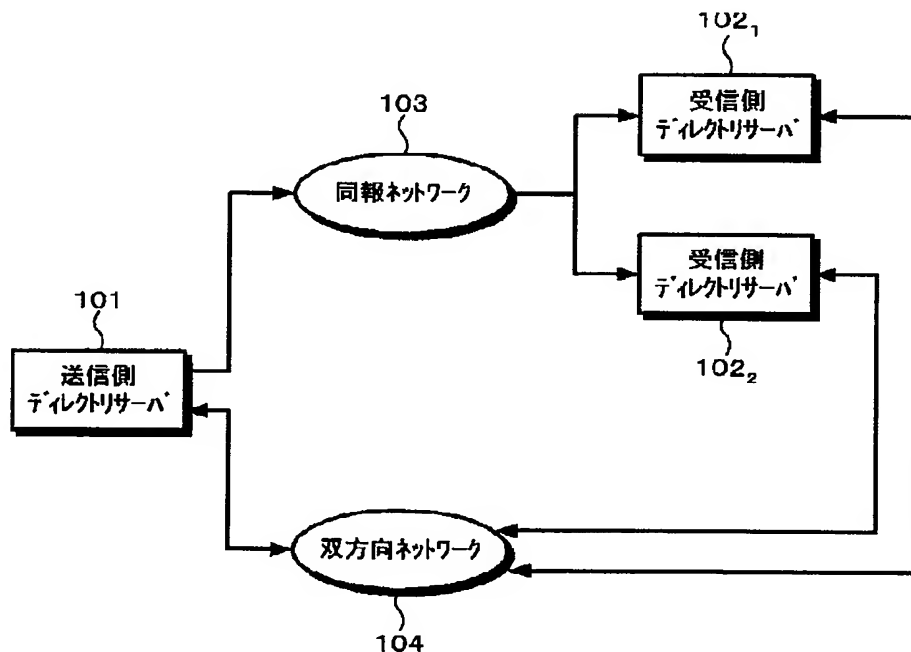 102₁
受信側
ディレクトリサーバ
103
同報ネットワーク
受信側
ディレクトリサーバ
102₂
101
送信側
ディレクトリサーバ
双方向ネットワーク
104